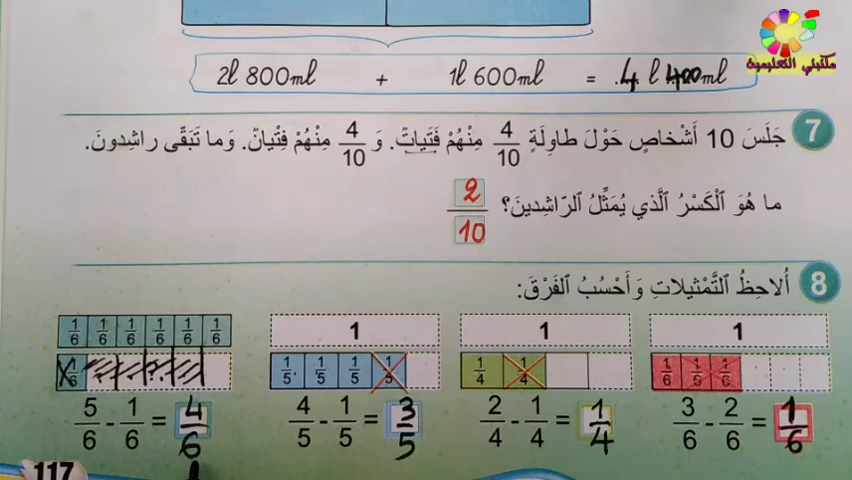 مكتبتي التعليمية
2l 800ml + 1l 600ml = .4 l 400ml
7 جَلَسَ 10 أَشْخاصٍ حَوْلَ طاوِلَةٍ 4/10 مِنْهُمْ فَتَياتٌ. وَ 4/10 مِنْهُمْ فِتْيانٌ. وَما تَبَقّى راشِدونَ.
ما هُوَ ٱلْكَسْرُ ٱلَّذي يُمَثِّلُ ٱلرّاشِدينَ؟ 2/10
8 أُلاحِظُ ٱلتَّمْثيلاتِ وَأَحْسُبُ ٱلفَرْقَ:
1/6 1/6 1/6 1/6 1/6 1/6 1 1 1
1/6 1/5 1/5 1/5 1/5 1/4 1/4 1/6 1/6 1/6
5/6 - 1/6 = 4/6 4/5 - 1/5 = 3/5 2/4 - 1/4 = 1/4 3/6 - 2/6 = 1/6
117